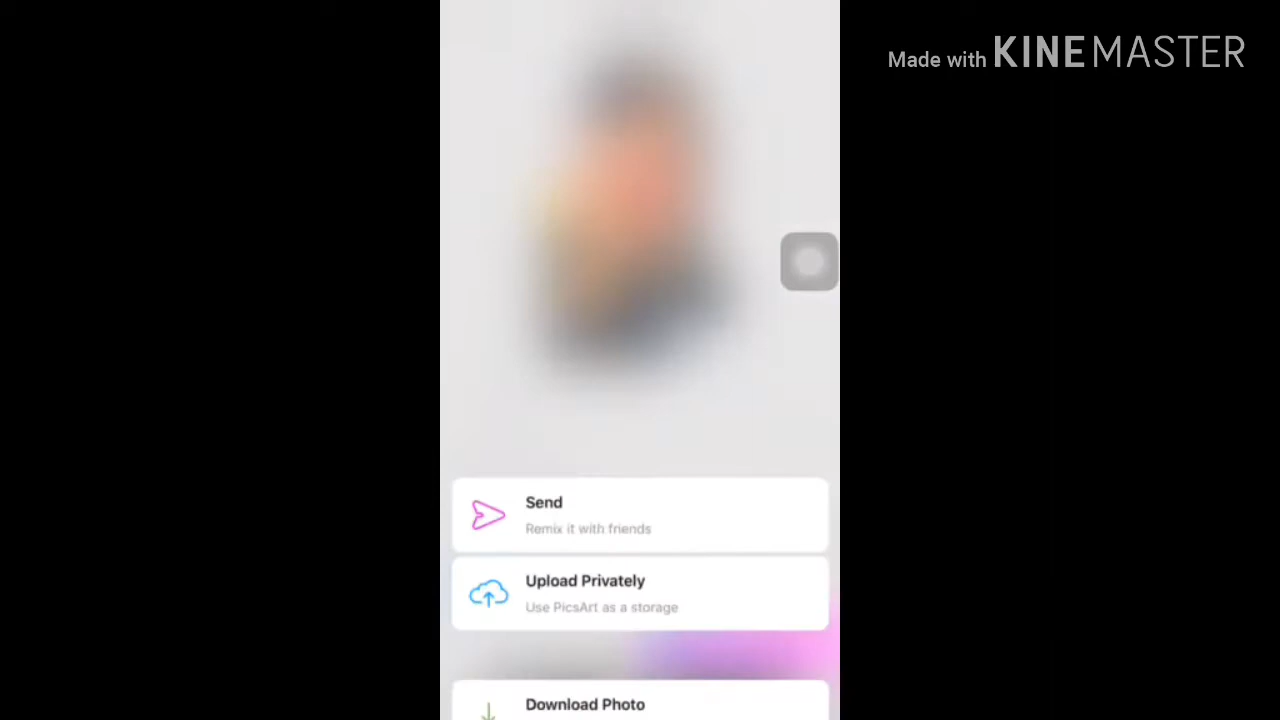 Made with KINEMASTER
Send
Remix it with friends
Upload Privately
Use PicsArt as a storage
Download Photo